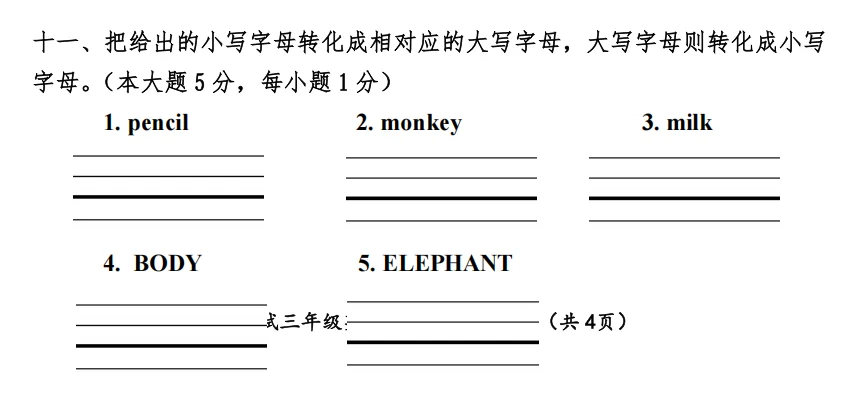 十一、把给出的小写字母转化成相对应的大写字母，大写字母则转化成小写
字母。（本大题 5 分，每小题 1 分）
1. pencil 2. monkey 3. milk
4. BODY 5. ELEPHANT
试三年级 （共 4页）